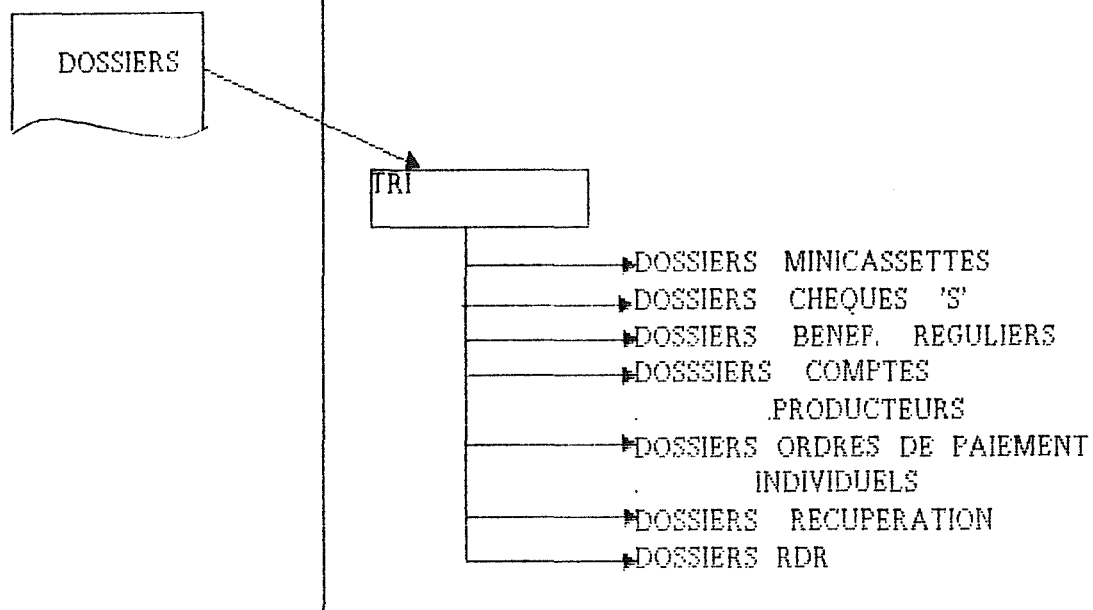 DOSSIERS
TRI
DOSSIERS MINICASSETTES
DOSSIERS CHEQUES 'S'
DOSSIERS BENEF. REGULIERS
DOSSSIERS COMPTES
. .PRODUCTEURS
DOSSIERS ORDRES DE PAIEMENT
. INDIVIDUELS
DOSSIERS RECUPERATION
DOSSIERS RDR